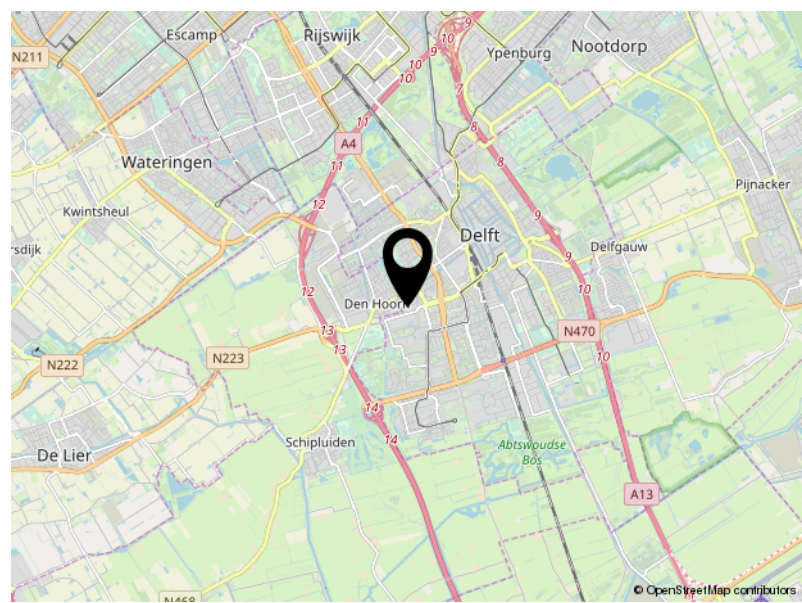 Escamp
Rijswijk
9
10
9
N211
10
10
Ypenburg
Nootdorp
7
11
8
A4
11
8
Wateringen
Pijnacker
12
Kwintsheul
9
Delft
rsdijk
Delfgauw
9
12
10
Den Hoorn
13
N470
13
N223
10
N222
14
14
Schipluiden
Abtswoudse
Bos
De Lier
A13
© OpenStreetMap contributors
N468